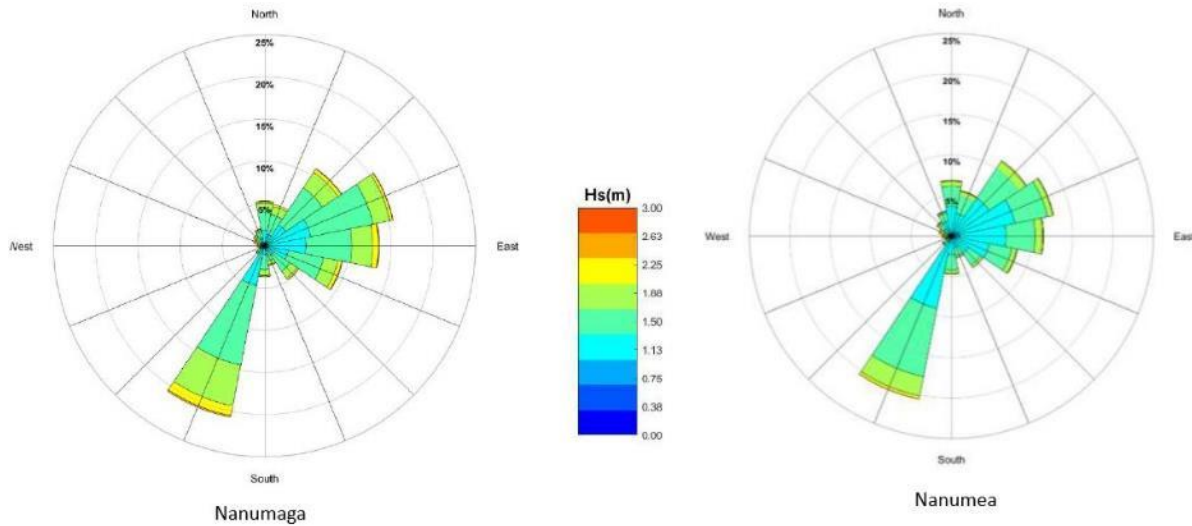 North
25%
20%
15%
10%
5%
West
East
South
Nanumaga
Hs(m)
3.00
2.63
2.25
1.88
1.50
1.13
0.75
0.38
0.00
North
25%
20%
15%
10%
5%
West
East
South
Nanumea